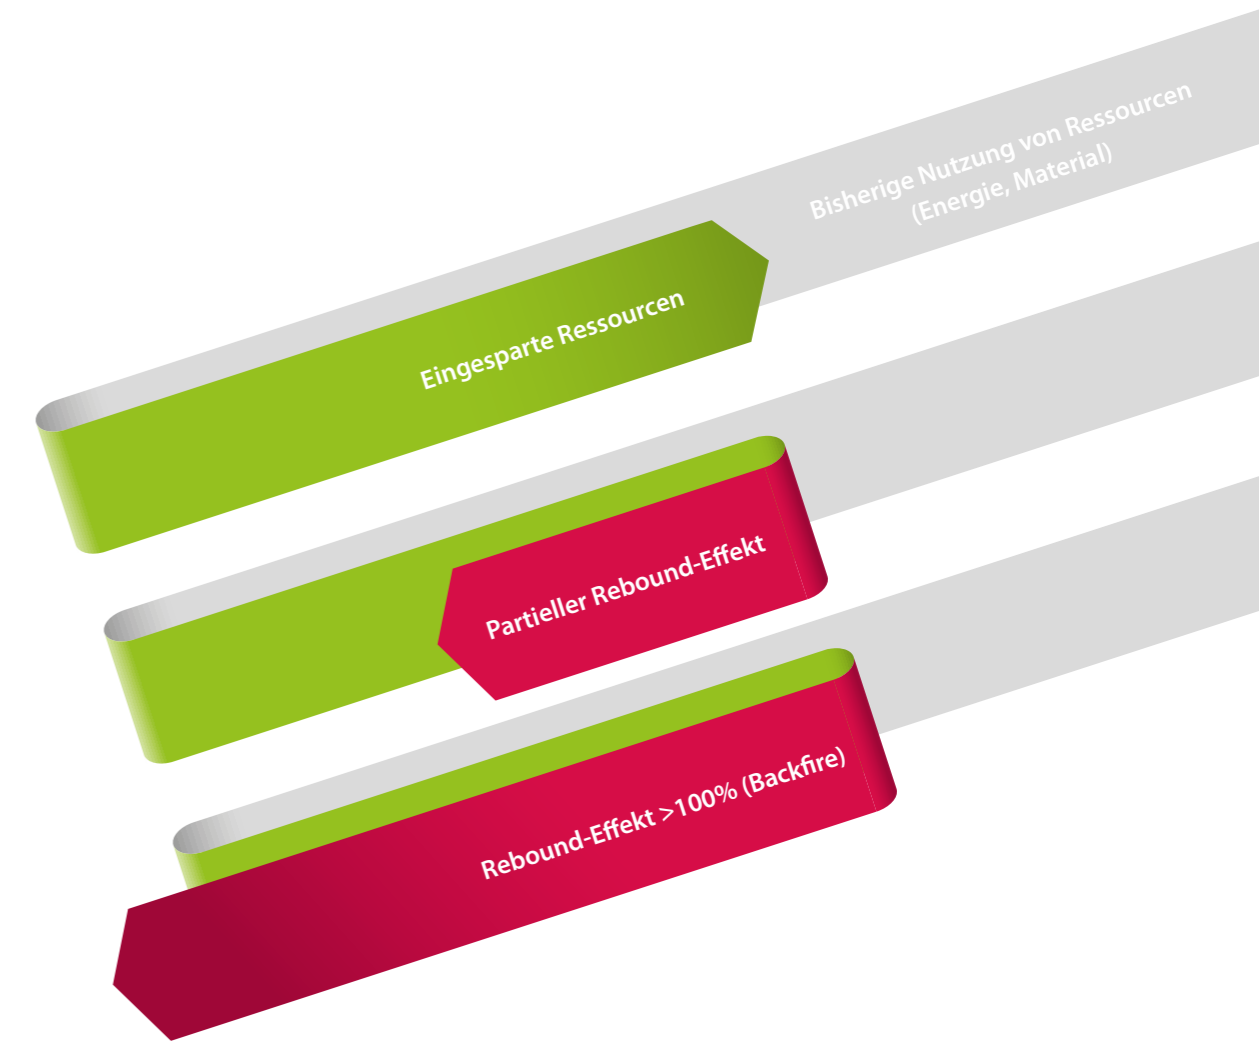 Bisherige Nutzung von Ressourcen
(Energie, Material)
Eingesparte Ressourcen
Partieller Rebound-Effekt
Rebound-Effekt >100% (Backfire)